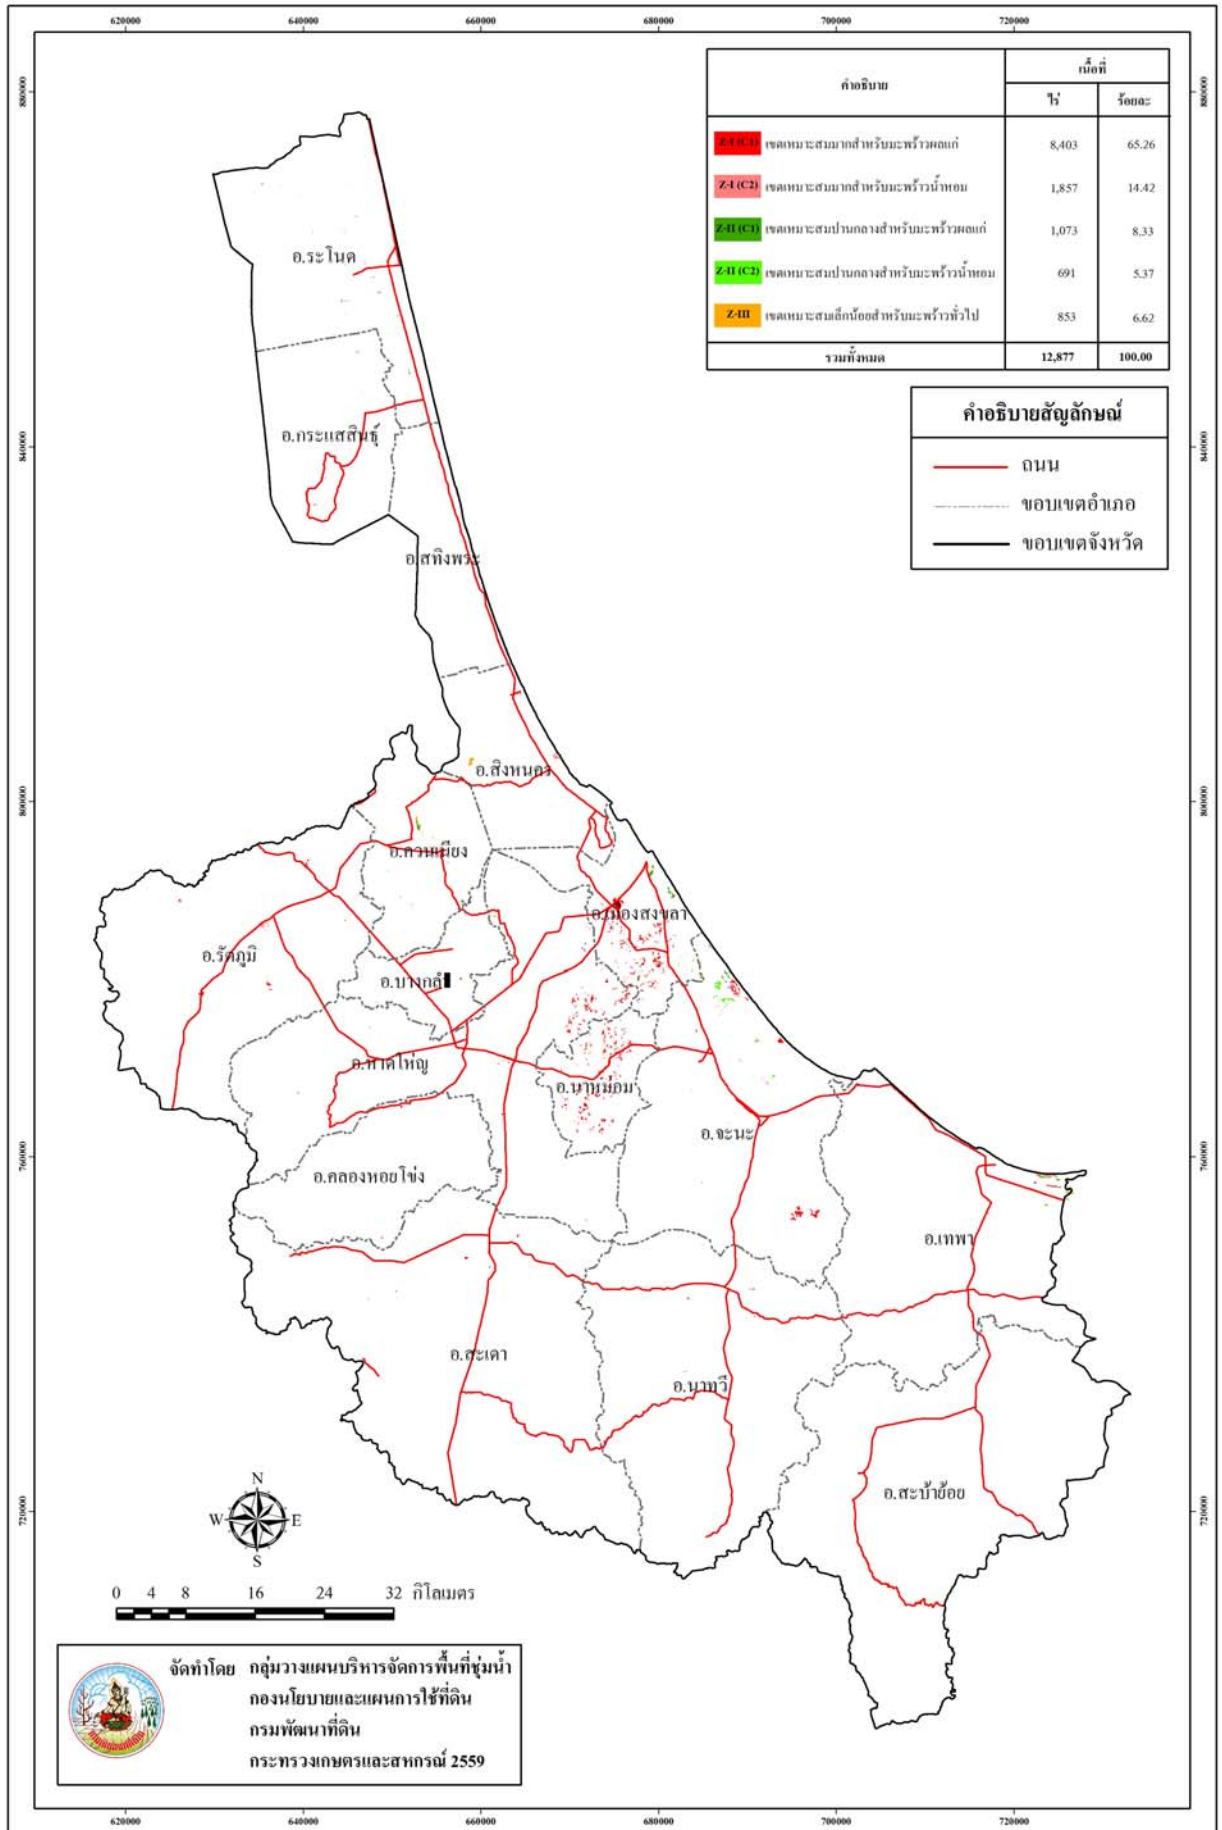 620000 640000 660000 680000 700000 720000
คำอธิบาย เนื้อที่
ไร่ ร้อยละ
Z-I (C1) เขตเหมาะสมมากสำหรับมะพร้าวผลแก่ 8,403 65.26
Z-I (C2) เขตเหมาะสมมากสำหรับมะพร้าวน้ำหอม 1,857 14.42
Z-II (C1) เขตเหมาะสมปานกลางสำหรับมะพร้าวผลแก่ 1,073 8.33
Z-II (C2) เขตเหมาะสมปานกลางสำหรับมะพร้าวน้ำหอม 691 5.37
Z-III เขตเหมาะสมเล็กน้อยสำหรับมะพร้าวทั่วไป 853 6.62
รวมทั้งหมด 12,877 100.00
คำอธิบายสัญลักษณ์
ถนน
ขอบเขตอำเภอ
ขอบเขตจังหวัด
880000 880000
อ.ระโนด
อ.กระแสสินธุ์
840000 840000
อ.สทิงพระ
อ.สิงหนคร
800000 800000
อ.ควนเนียง
อ.เมืองสงขลา
อ.รัตภูมิ
อ.บางกล่ำ
อ.หาดใหญ่
อ.นาหม่อม
อ.จะนะ
760000 760000
อ.คลองหอยโข่ง
อ.เทพา
อ.สะเดา
อ.นาทวี
อ.สะบ้าย้อย
720000 720000
N
W E
S
0 4 8 16 24 32 กิโลเมตร
จัดทำโดย กลุ่มวางแผนบริหารจัดการพื้นที่ชุ่มน้ำ
กองนโยบายและแผนการใช้ที่ดิน
กรมพัฒนาที่ดิน
กระทรวงเกษตรและสหกรณ์ 2559
620000 640000 660000 680000 700000 720000